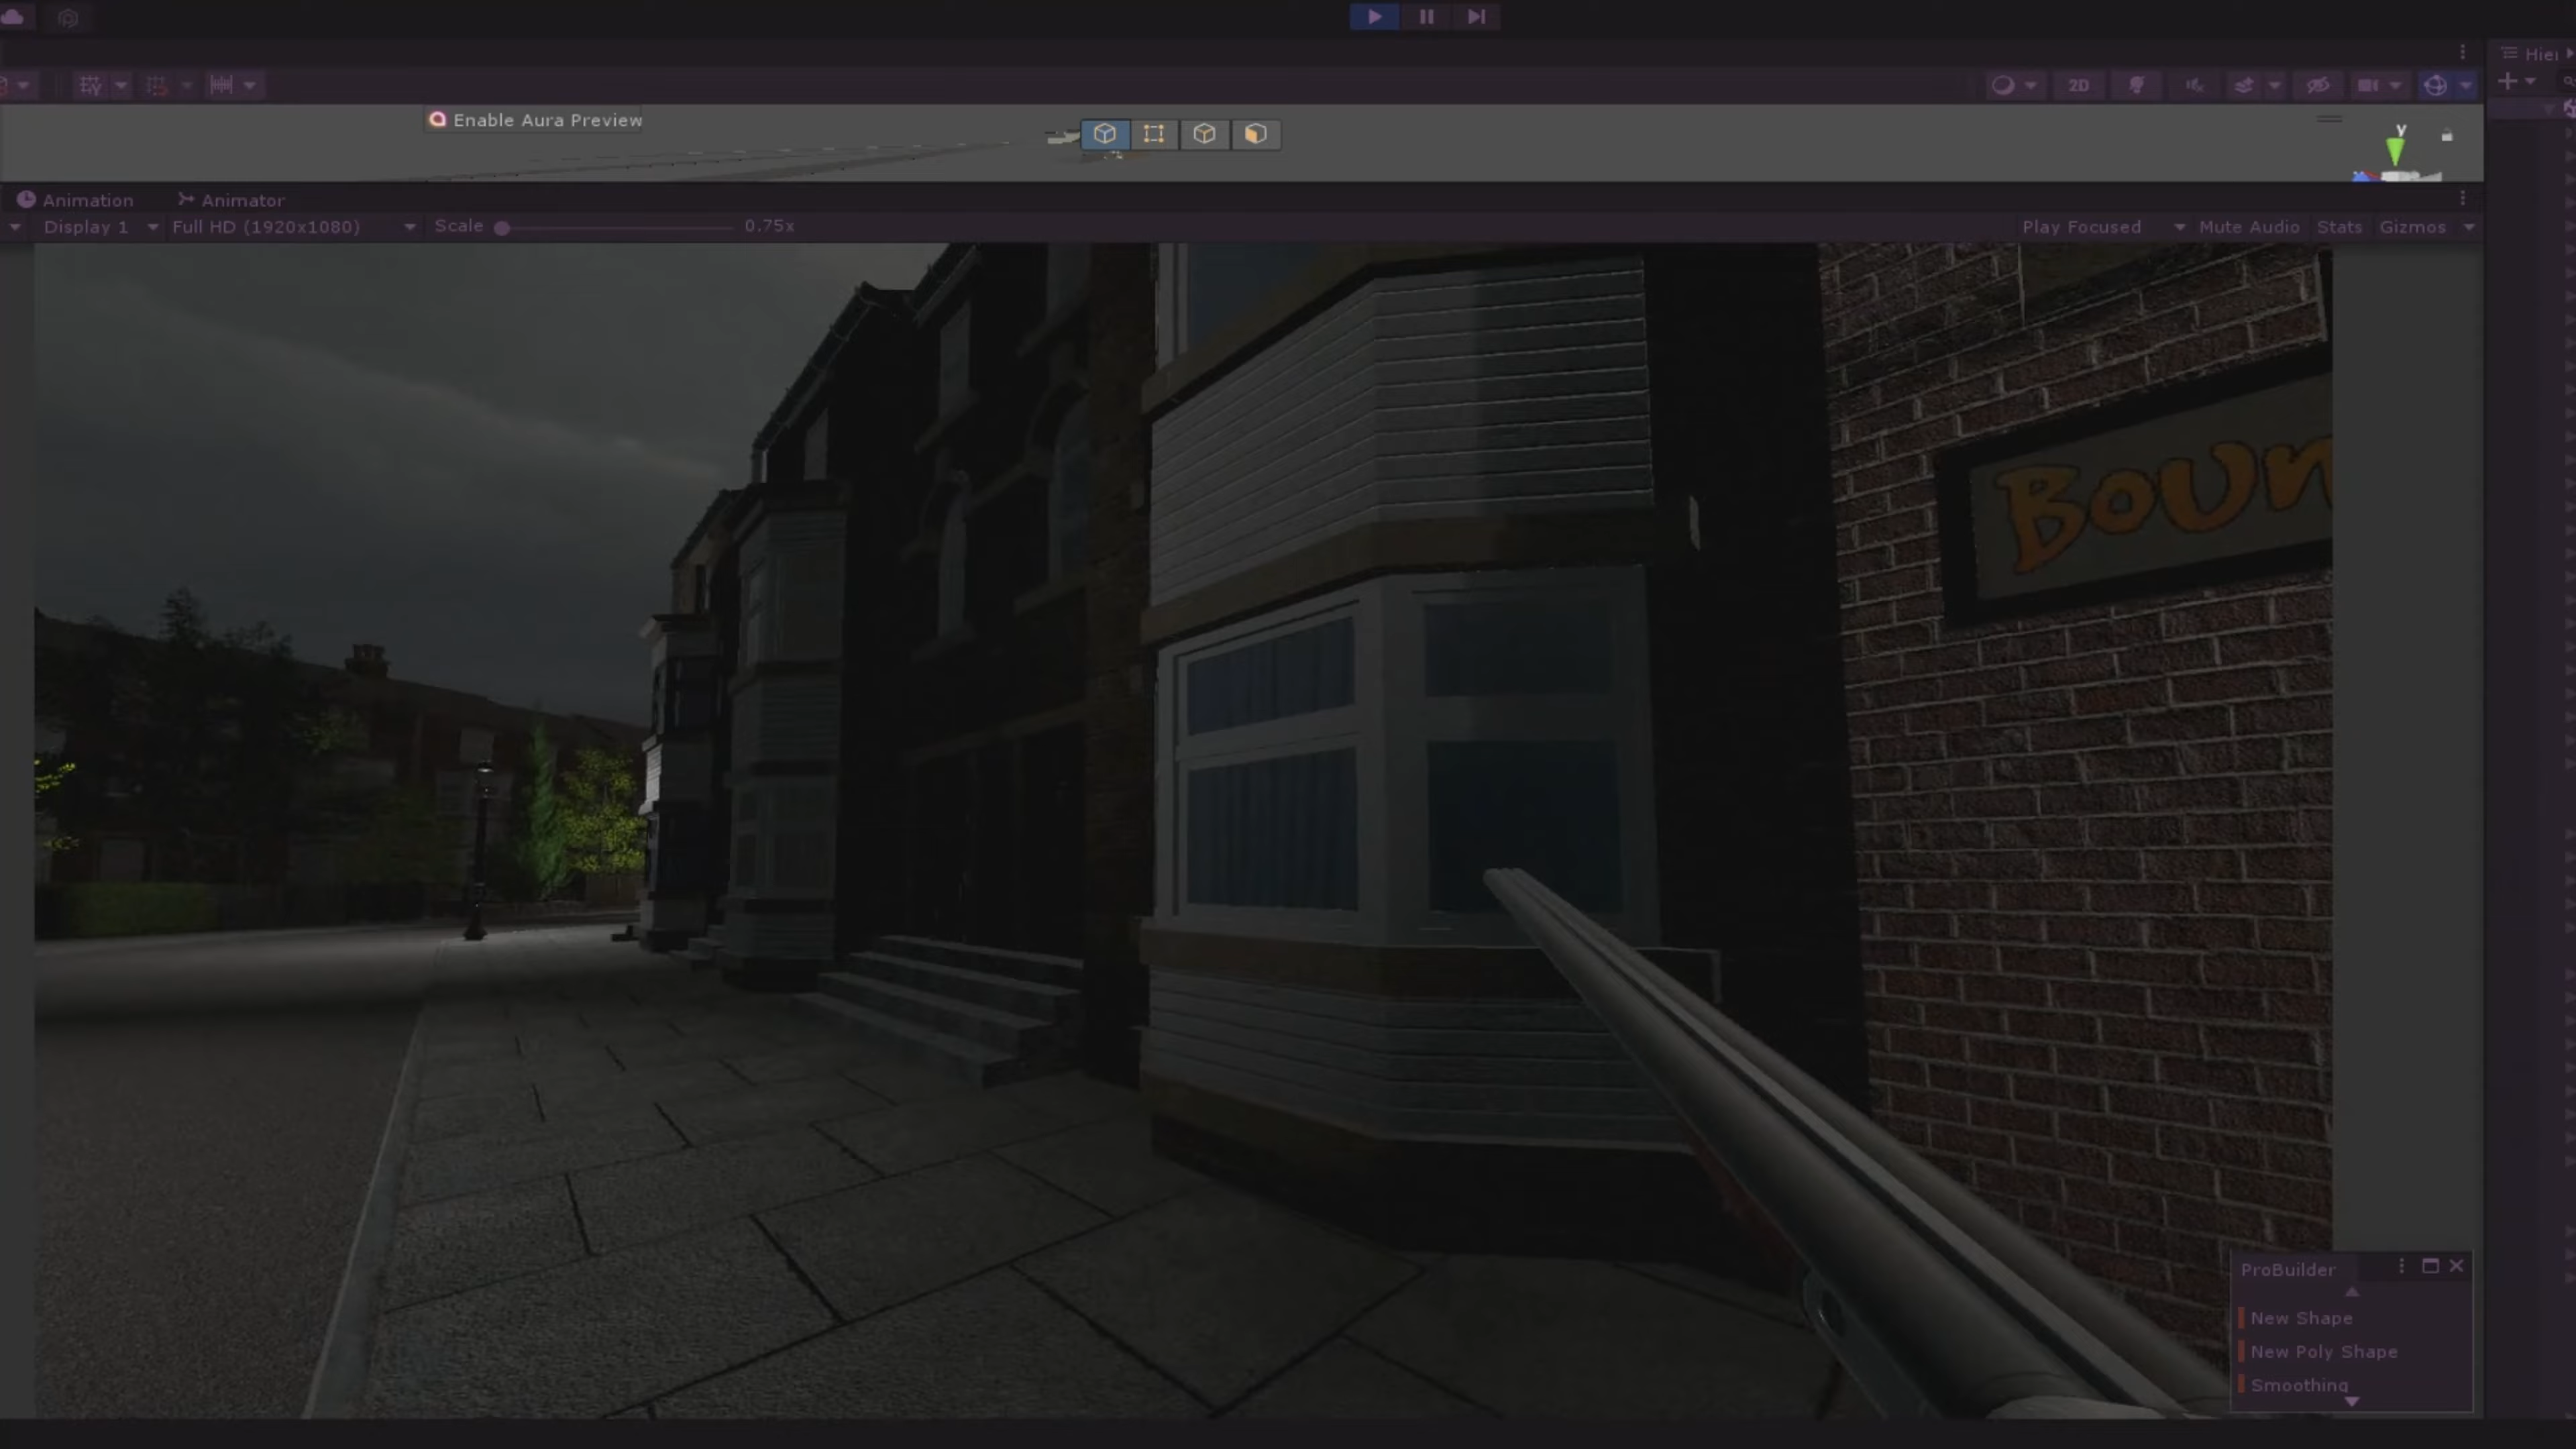 2D
Hier
Enable Aura Preview
y
Animation
Animator
Display 1
Full HD (1920x1080)
Scale
0.75x
Play Focused
Mute Audio
Stats
Gizmos
Boun
ProBuilder
New Shape
New Poly Shape
Smoothing